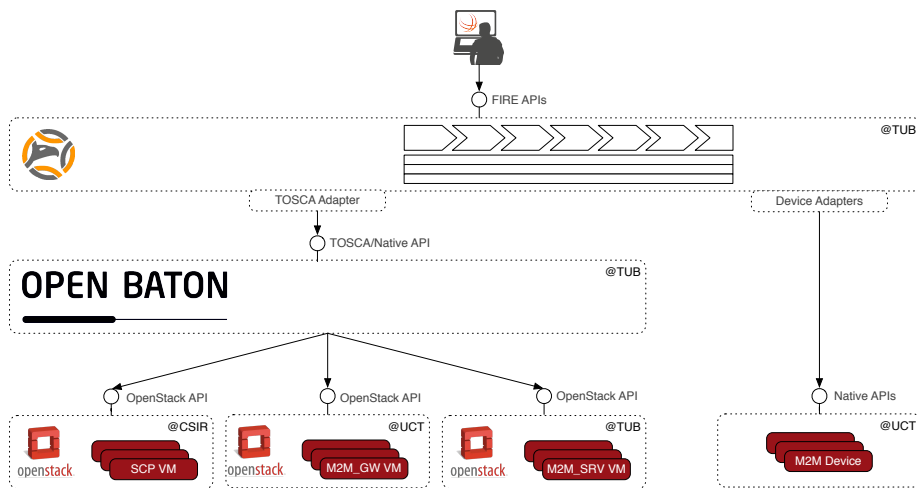 FIRE APIs
@TUB
TOSCA Adapter
Device Adapters
TOSCA/Native API
@TUB
OPEN BATON
OpenStack API
OpenStack API
OpenStack API
Native APIs
@CSIR
@UCT
@TUB
@UCT
openstack
SCP VM
openstack
M2M_GW VM
openstack
M2M_SRV VM
M2M Device